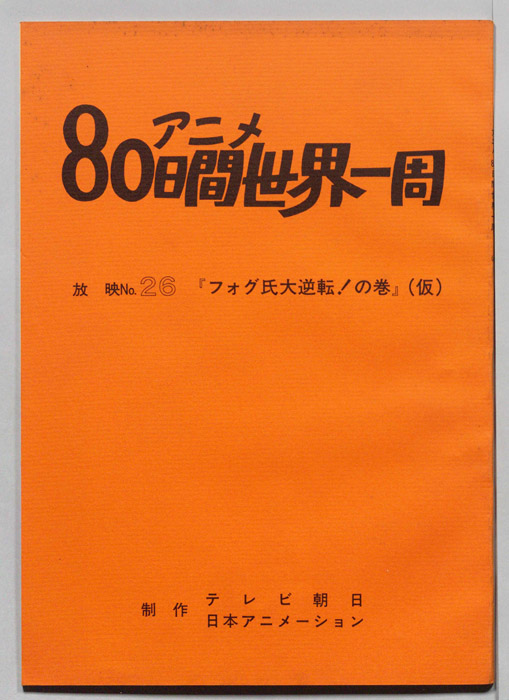 アニメ
80日間世界一周
放 映No.26 『フォグ氏大逆転!の巻』(仮)
制作 テレビ朝日
日本アニメーション